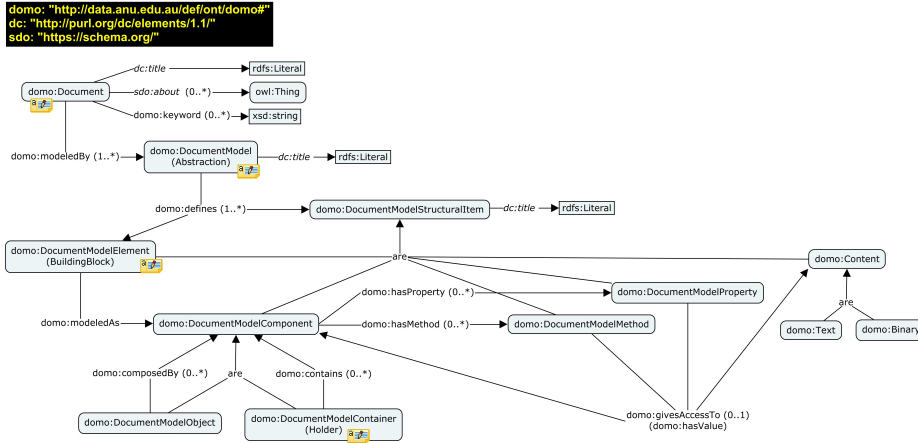 domo: "http://data.anu.edu.au/def/ont/domo#"
dc: "http://purl.org/dc/elements/1.1/"
sdo: "https://schema.org/"
dc:title
rdfs:Literal
domo:Document
sdo:about (0..*)
owl:Thing
domo:keyword (0..*)
xsd:string
domo:modeledBy (1..*)
domo:DocumentModel
(Abstraction)
dc:title
rdfs:Literal
domo:defines (1..*)
domo:DocumentModelStructuralItem
dc:title
rdfs:Literal
domo:DocumentModelElement
(BuildingBlock)
are
domo:Content
domo:hasProperty (0..*)
domo:DocumentModelProperty
are
domo:modeledAs
domo:DocumentModelComponent
domo:hasMethod (0..*)
domo:DocumentModelMethod
domo:Text
domo:Binary
domo:composedBy (0..*)
are
domo:contains (0..*)
domo:DocumentModelObject
domo:DocumentModelContainer
(Holder)
domo:givesAccessTo (0..1)
(domo:hasValue)